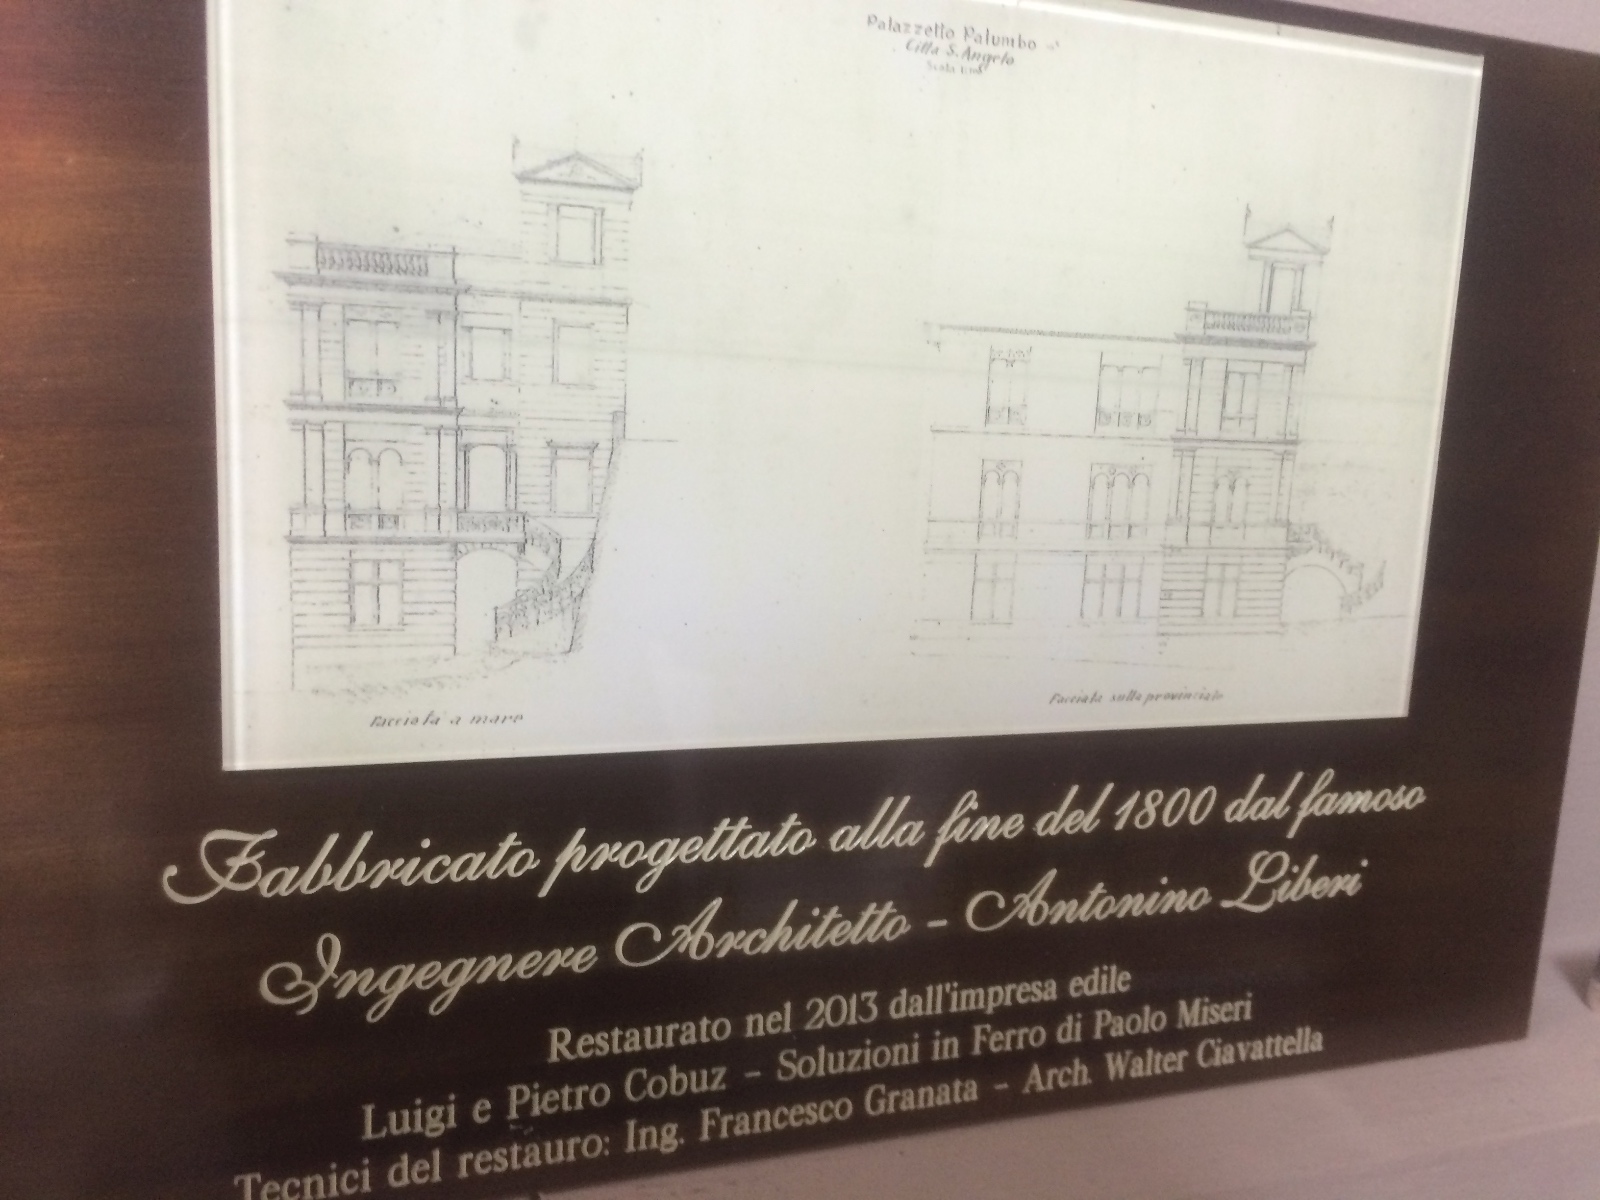 Palazzetto Palumbo
Città S. Angelo
Scala
Facciata a mare
Facciata sulla provinciale
Fabbricato progettato alla fine del 1800 dal famoso
Ingegnere Architetto - Antonino Liberi
Restaurato nel 2013 dall'impresa edile
Luigi e Pietro Cobuz - Soluzioni in Ferro di Paolo Miseri
Tecnici del restauro: Ing. Francesco Granata - Arch. Walter Ciavattella